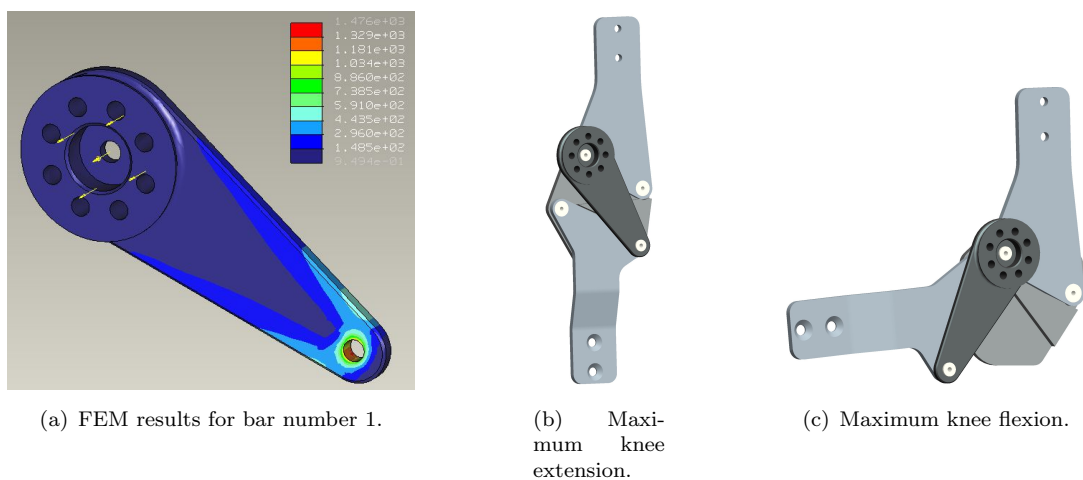 1.476e+03
1.329e+03
1.181e+03
1.034e+03
8.860e+02
7.385e+02
5.910e+02
4.435e+02
2.960e+02
1.485e+02
9.494e-01
(a) FEM results for bar number 1.
(b) Maxi-
mum knee
extension.
(c) Maximum knee flexion.